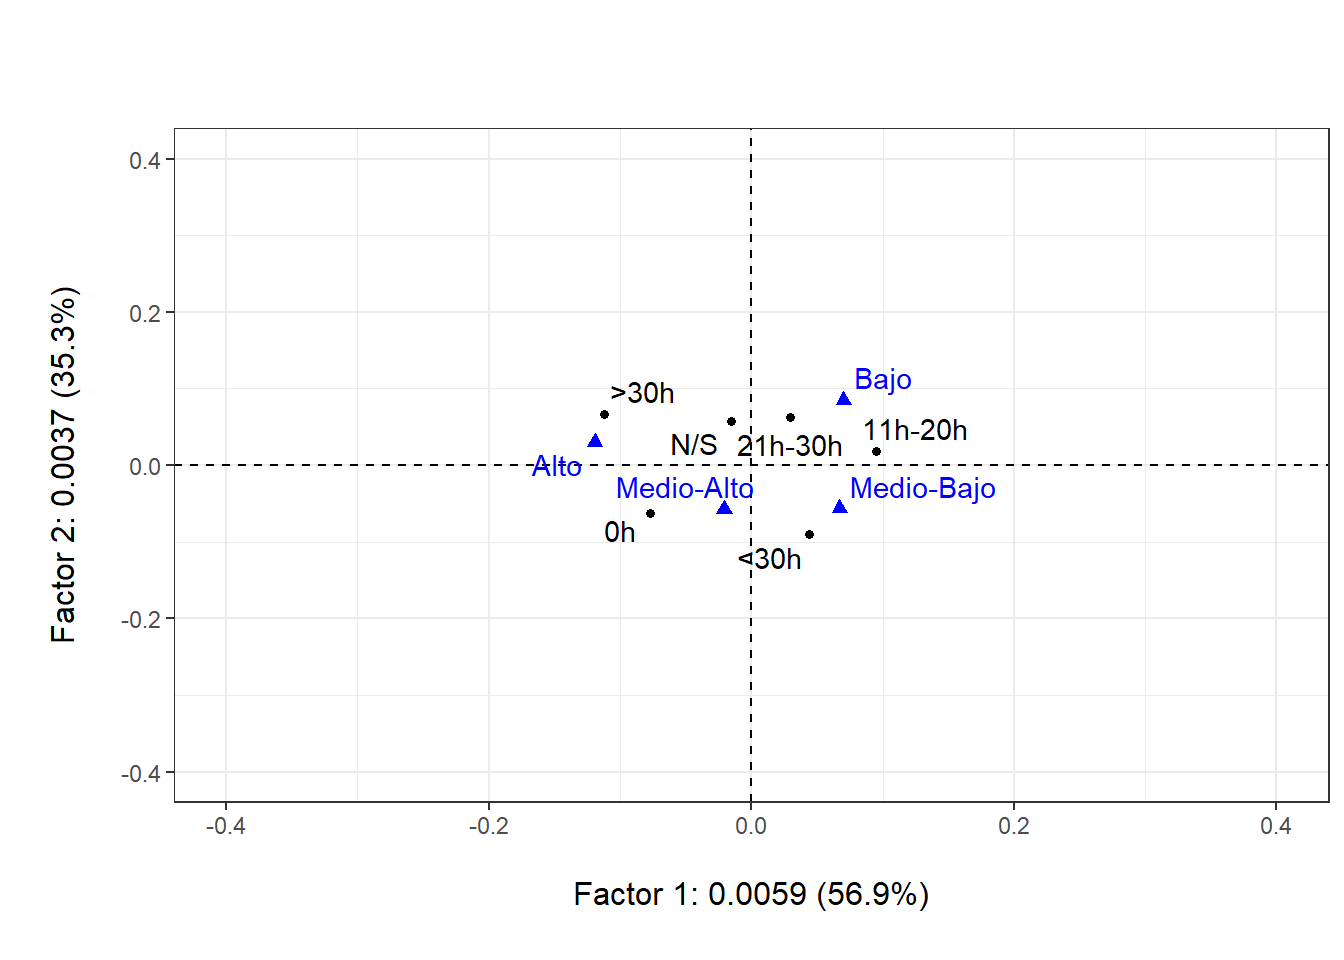 0.4
0.2
0.0
-0.2
-0.4
Factor 2: 0.0037 (35.3%)
Bajo
>30h
11h-20h
N/S
21h-30h
Alto
Medio-Alto
Medio-Bajo
0h
<30h
-0.4
-0.2
0.0
0.2
0.4
Factor 1: 0.0059 (56.9%)